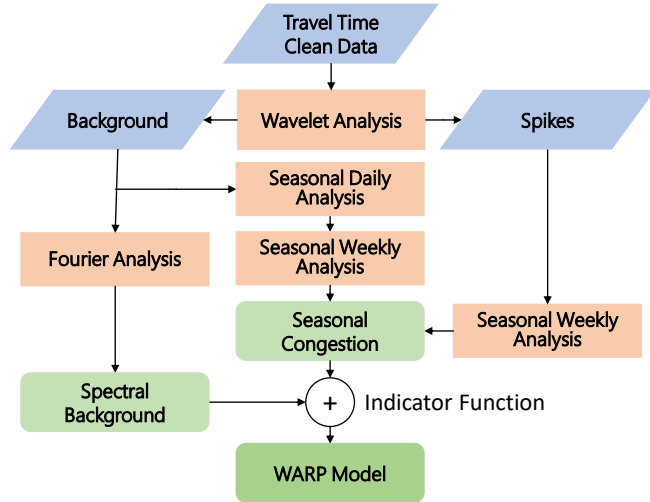 Travel Time
Clean Data
Background
Wavelet Analysis
Spikes
Seasonal Daily
Analysis
Fourier Analysis
Seasonal Weekly
Analysis
Seasonal
Congestion
Seasonal Weekly
Analysis
Spectral
Background
+
Indicator Function
WARP Model